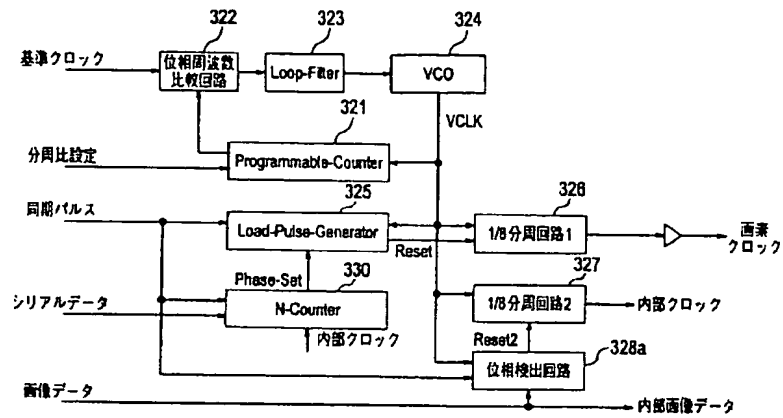 322
323
324
基準クロック
位相周波数
比較回路
Loop-Filter
VCO
321
VCLK
分周比設定
Programmable-Counter
325
326
同期パルス
Load-Pulse-Generator
Reset
1/8分周回路1
画素
クロック
Phase-Set
330
327
シリアルデータ
N-Counter
1/8分周回路2
内部クロック
内部クロック
Reset2
328a
位相検出回路
画像データ
内部画像データ